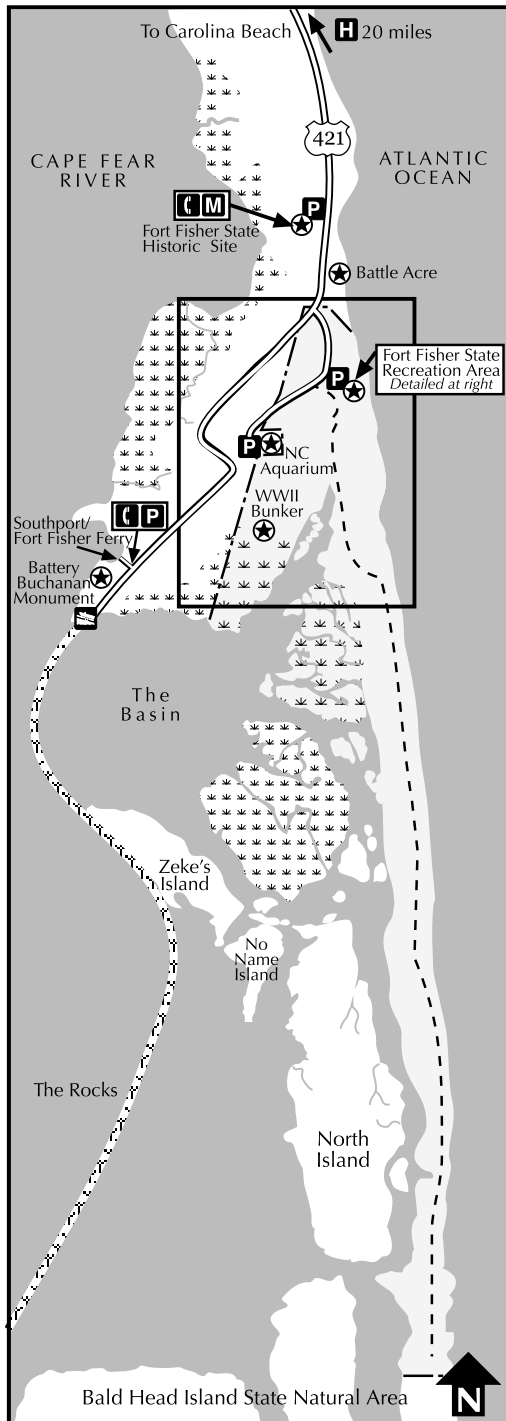 To Carolina Beach
H 20 miles
421
CAPE FEAR
RIVER
ATLANTIC
OCEAN
M
P
Fort Fisher State
Historic Site
Battle Acre
Fort Fisher State
Recreation Area
Detailed at right
P
P
NC
Aquarium
WWII
Bunker
P
Southport/
Fort Fisher Ferry
Battery
Buchanan
Monument
The
Basin
Zeke's
Island
No
Name
Island
The Rocks
North
Island
Bald Head Island State Natural Area
N